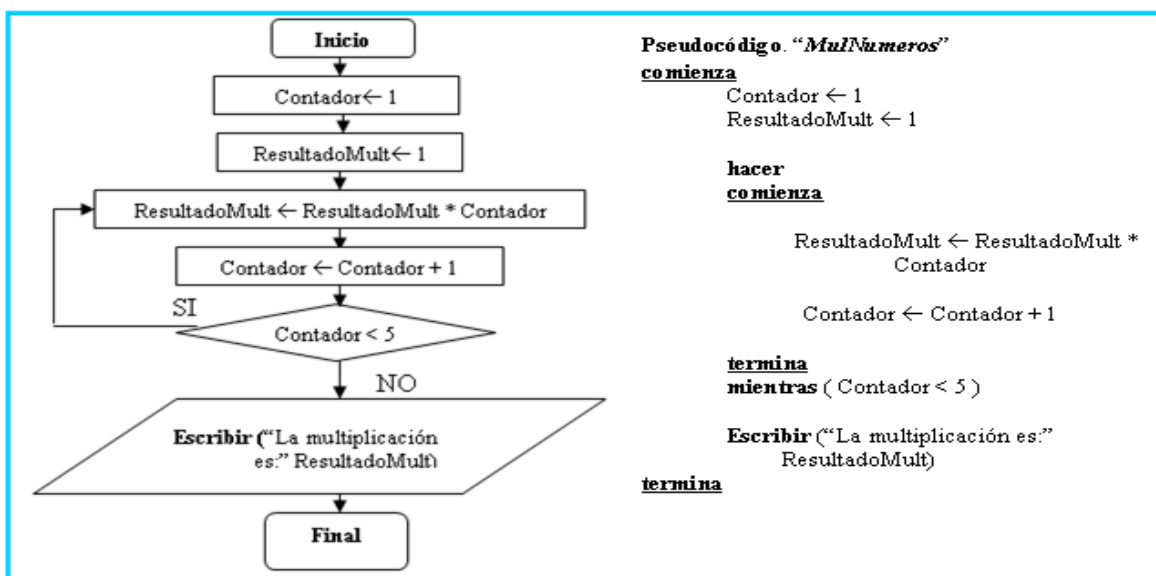 Inicio
Contador← 1
ResultadoMult← 1
ResultadoMult ← ResultadoMult * Contador
Contador ← Contador + 1
SI
Contador < 5
NO
Escribir (“La multiplicación
es:” ResultadoMult)
Final
Pseudocódigo. “MulNumeros”
comienza
Contador ← 1
ResultadoMult ← 1
hacer
comienza
ResultadoMult ← ResultadoMult *
Contador
Contador ← Contador + 1
termina
mientras ( Contador < 5 )
Escribir (“La multiplicación es:”
ResultadoMult)
termina